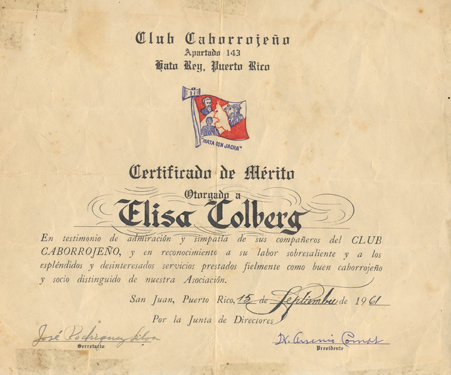 Club Caborrojeño
Apartado 143
Hato Rey, Puerto Rico
Certificado de Mérito
Otorgado a
Elisa Colberg
En testimonio de admiración y simpatía de sus compañeros del CLUB
CABORROJEÑO, y en reconocimiento a su labor sobresaliente y a los
espléndidos y desinteresados servicios prestados fielmente como buen caborrojeño
y socio distinguido de nuestra Asociación.
San Juan, Puerto Rico, 15 de Septiembre de 1961
Por la Junta de Directores
José
Secretario
Presidente